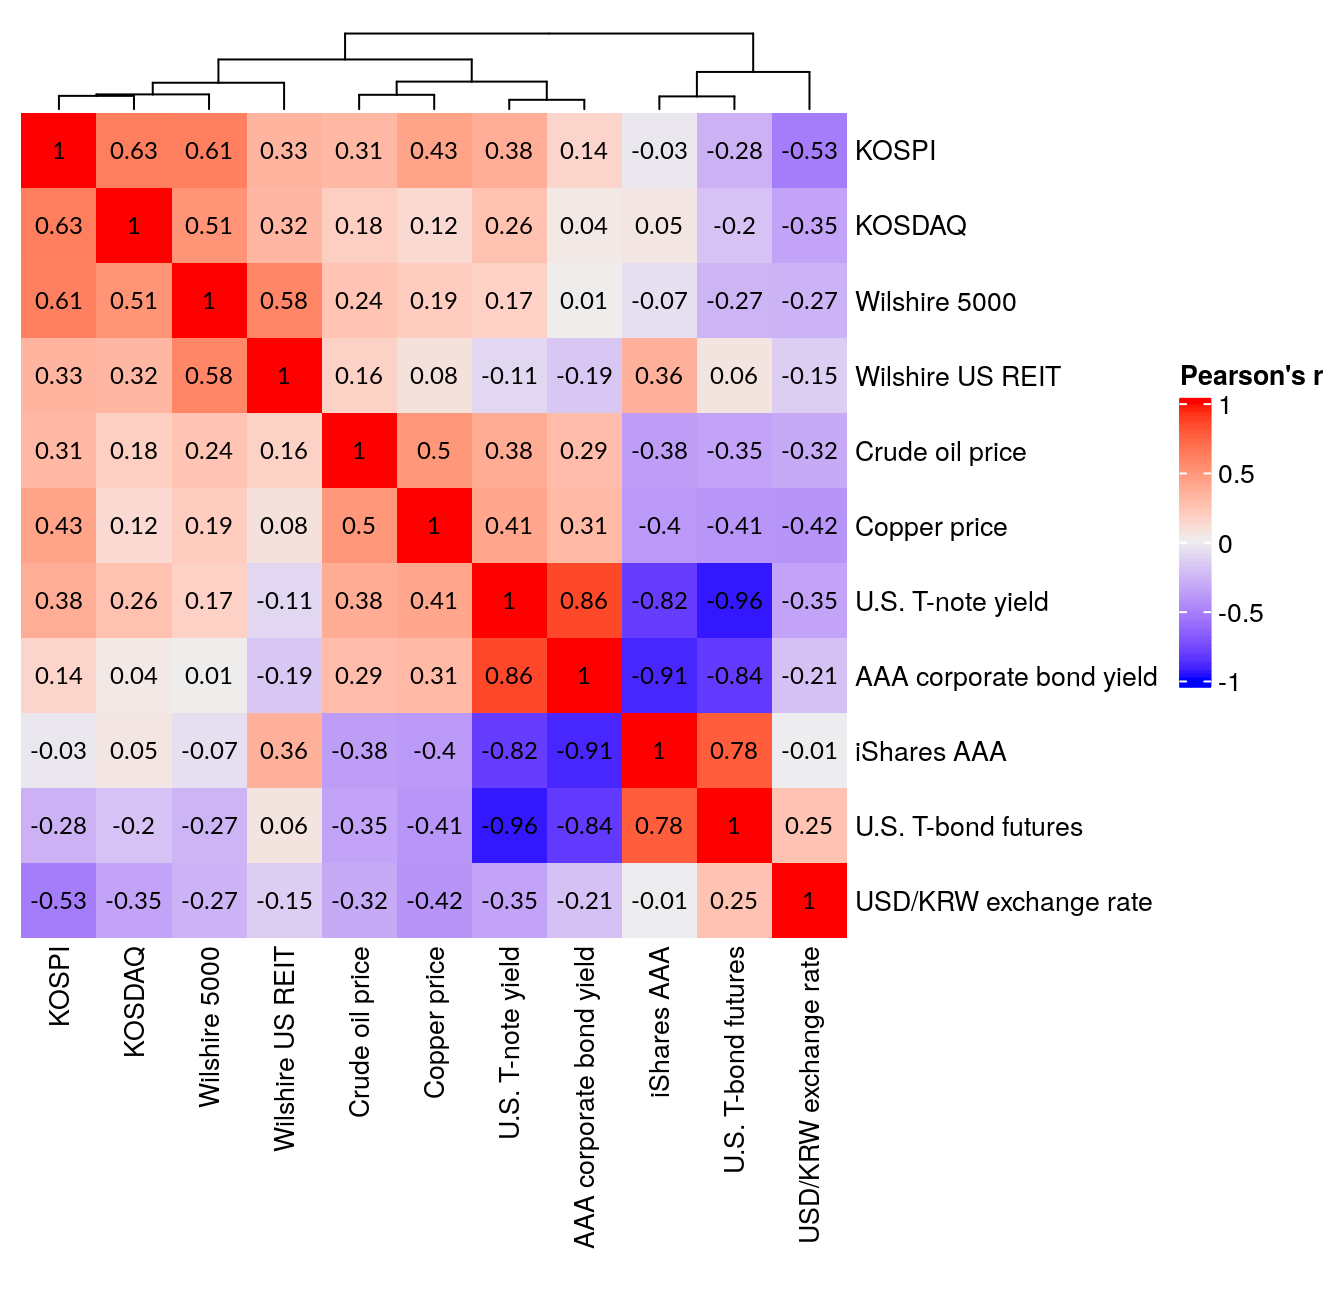 1 0.63 0.61 0.33 0.31 0.43 0.38 0.14 -0.03 -0.28 -0.53 KOSPI
0.63 1 0.51 0.32 0.18 0.12 0.26 0.04 0.05 -0.2 -0.35 KOSDAQ
0.61 0.51 1 0.58 0.24 0.19 0.17 0.01 -0.07 -0.27 -0.27 Wilshire 5000
0.33 0.32 0.58 1 0.16 0.08 -0.11 -0.19 0.36 0.06 -0.15 Wilshire US REIT
0.31 0.18 0.24 0.16 1 0.5 0.38 0.29 -0.38 -0.35 -0.32 Crude oil price
0.43 0.12 0.19 0.08 0.5 1 0.41 0.31 -0.4 -0.41 -0.42 Copper price
0.38 0.26 0.17 -0.11 0.38 0.41 1 0.86 -0.82 -0.96 -0.35 U.S. T-note yield
0.14 0.04 0.01 -0.19 0.29 0.31 0.86 1 -0.91 -0.84 -0.21 AAA corporate bond yield
-0.03 0.05 -0.07 0.36 -0.38 -0.4 -0.82 -0.91 1 0.78 -0.01 iShares AAA
-0.28 -0.2 -0.27 0.06 -0.35 -0.41 -0.96 -0.84 0.78 1 0.25 U.S. T-bond futures
-0.53 -0.35 -0.27 -0.15 -0.32 -0.42 -0.35 -0.21 -0.01 0.25 1 USD/KRW exchange rate
KOSPI
KOSDAQ
Wilshire 5000
Wilshire US REIT
Crude oil price
Copper price
U.S. T-note yield
AAA corporate bond yield
iShares AAA
U.S. T-bond futures
USD/KRW exchange rate
Pearson's r
1
0.5
0
-0.5
-1